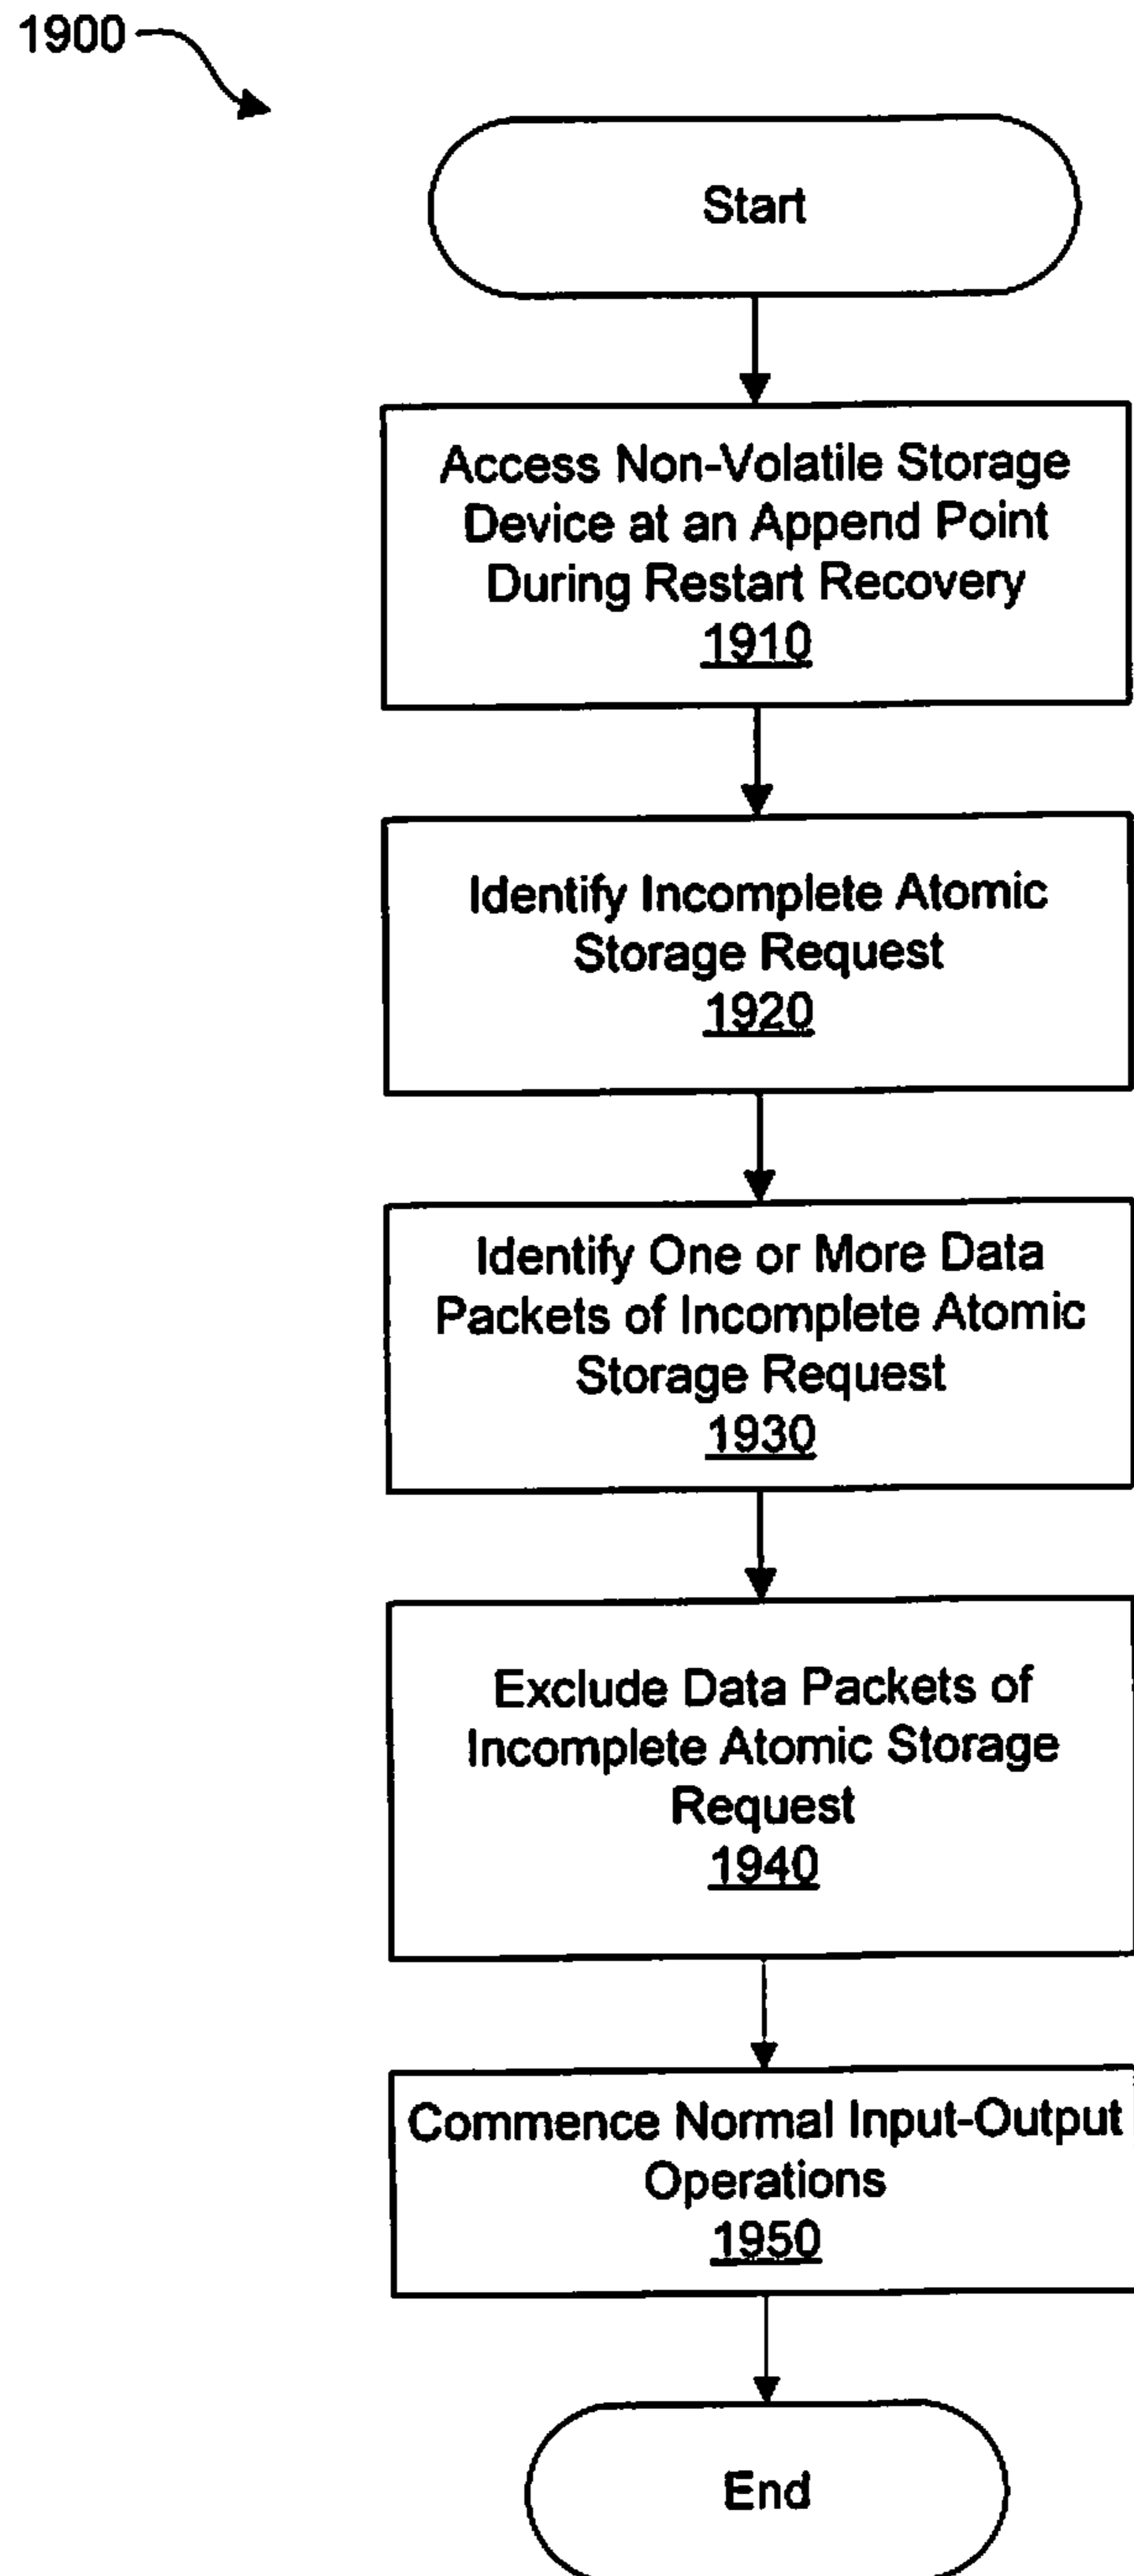 1900
Start
Access Non-Volatile Storage
Device at an Append Point
During Restart Recovery
1910
Identify Incomplete Atomic
Storage Request
1920
Identify One or More Data
Packets of Incomplete Atomic
Storage Request
1930
Exclude Data Packets of
Incomplete Atomic Storage
Request
1940
Commence Normal Input-Output
Operations
1950
End